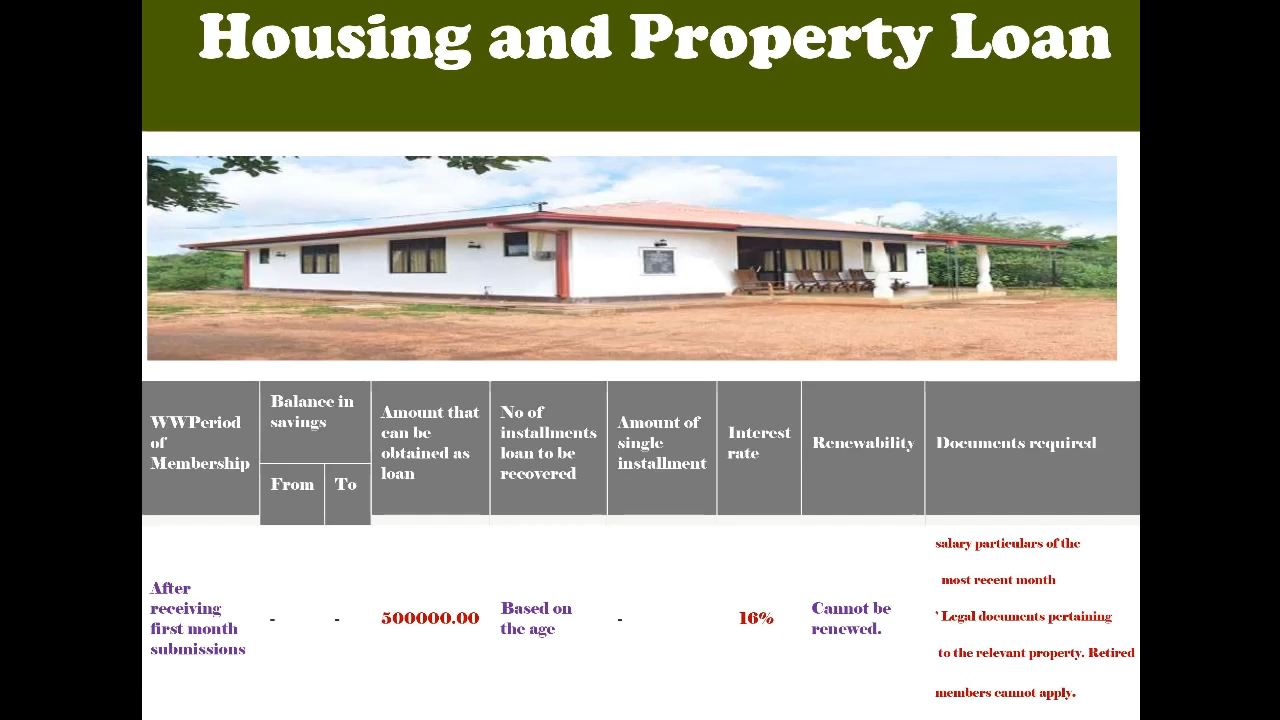 Housing and Property Loan
WWPeriod
of
Membership
Balance in
savings
From
To
Amount that
can be
obtained as
loan
No of
installments
loan to be
recovered
Amount of
single
installment
Interest
rate
Renewability
Documents required
After
receiving
first month
submissions
-
-
500000.00
Based on
the age
-
16%
Cannot be
renewed.
salary particulars of the
most recent month
‘ Legal documents pertaining
to the relevant property. Retired
members cannot apply.